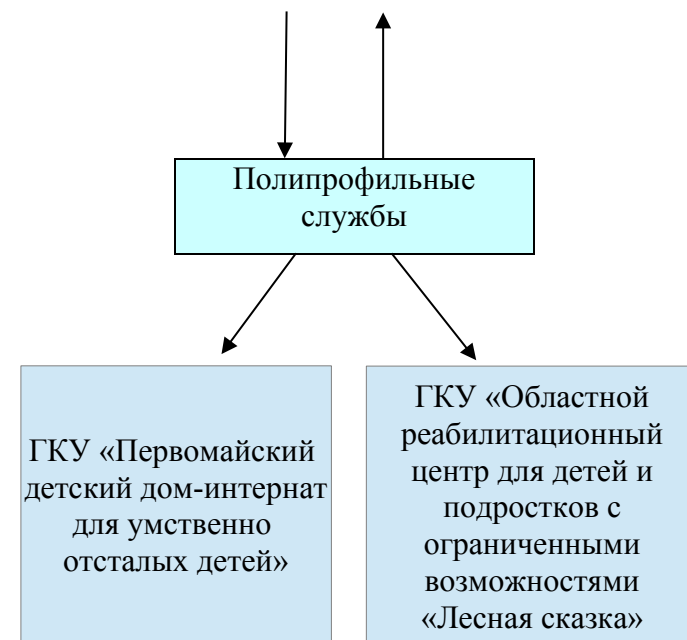 Полипрофильные
службы
ГКУ «Первомайский
детский дом-интернат
для умственно
отсталых детей»
ГКУ «Областной
реабилитационный
центр для детей и
подростков с
ограниченными
возможностями
«Лесная сказка»